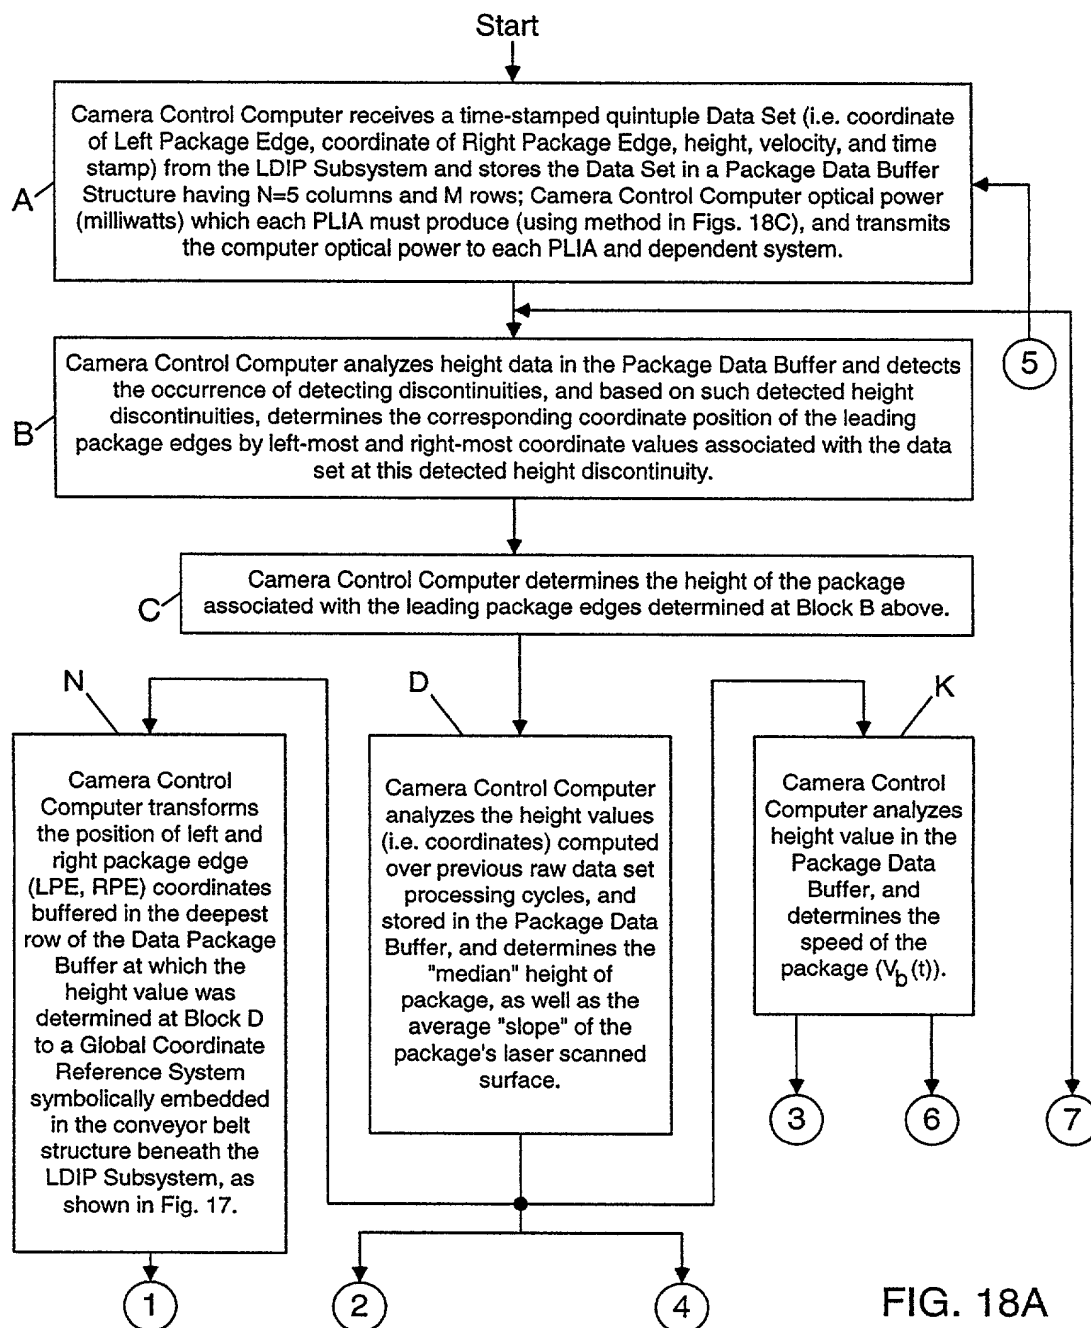 Start
A
Camera Control Computer receives a time-stamped quintuple Data Set (i.e. coordinate
of Left Package Edge, coordinate of Right Package Edge, height, velocity, and time
stamp) from the LDIP Subsystem and stores the Data Set in a Package Data Buffer
Structure having N=5 columns and M rows; Camera Control Computer optical power
(milliwatts) which each PLIA must produce (using method in Figs. 18C), and transmits
the computer optical power to each PLIA and dependent system.
5
B
Camera Control Computer analyzes height data in the Package Data Buffer and detects
the occurrence of detecting discontinuities, and based on such detected height
discontinuities, determines the corresponding coordinate position of the leading
package edges by left-most and right-most coordinate values associated with the data
set at this detected height discontinuity.
C
Camera Control Computer determines the height of the package
associated with the leading package edges determined at Block B above.
N
Camera Control
Computer transforms
the position of left and
right package edge
(LPE, RPE) coordinates
buffered in the deepest
row of the Data Package
Buffer at which the
height value was
determined at Block D
to a Global Coordinate
Reference System
symbolically embedded
in the conveyor belt
structure beneath the
LDIP Subsystem, as
shown in Fig. 17.
D
Camera Control Computer
analyzes the height values
(i.e. coordinates) computed
over previous raw data set
processing cycles, and
stored in the Package Data
Buffer, and determines the
"median" height of
package, as well as the
average "slope" of the
package's laser scanned
surface.
K
Camera Control
Computer analyzes
height value in the
Package Data
Buffer, and
determines the
speed of the
package (Vb(t)).
3
6
7
1
2
4
FIG. 18A